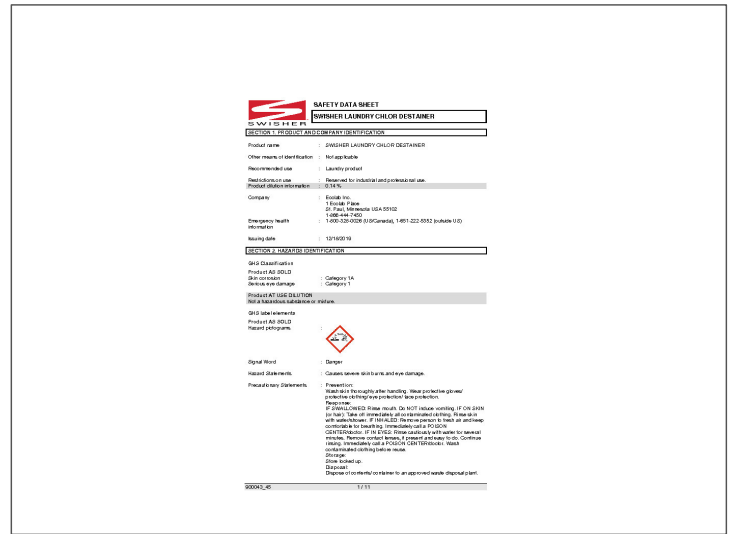 SAFETY DATA SHEET
SWISHER LAUNDRY CHLOR DESTAINER
SWISHER
SECTION 1. PRODUCT AND COMPANY IDENTIFICATION
Product name : SWISHER LAUNDRY CHLOR DESTAINER
Other means of identification : Not applicable
Recommended use : Laundry product
Restrictions on use : Reserved for industrial and professional use.
Product dilution information : 0.14 %
Company : Ecolab Inc.
1 Ecolab Place
St. Paul, Minnesota USA 55102
1-866-444-7450
Emergency health information : 1-800-328-0026 (US/Canada), 1-651-222-5352 (outside US)
Issuing date : 12/18/2018
SECTION 2. HAZARDS IDENTIFICATION
GHS Classification
Product AS SOLD
Skin corrosion : Category 1A
Serious eye damage : Category 1
Product AT USE DILUTION
Not a hazardous substance or mixture.
GHS label elements
Product AS SOLD
Hazard pictograms :
Signal Word : Danger
Hazard Statements : Causes severe skin burns and eye damage.
Precautionary Statements : Prevention:
Wash skin thoroughly after handling. Wear protective gloves/
protective clothing/ eye protection/ face protection.
Response:
IF SWALLOWED: Rinse mouth. Do NOT induce vomiting. IF ON SKIN
(or hair): Take off immediately all contaminated clothing. Rinse skin
with water/shower. IF INHALED: Remove person to fresh air and keep
comfortable for breathing. Immediately call a POISON
CENTER/doctor. IF IN EYES: Rinse cautiously with water for several
minutes. Remove contact lenses, if present and easy to do. Continue
rinsing. Immediately call a POISON CENTER/doctor. Wash
contaminated clothing before reuse.
Storage:
Store locked up.
Disposal:
Dispose of contents/ container to an approved waste disposal plant.
900043_45 1 / 11